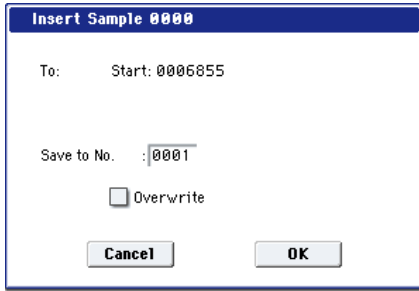 Insert Sample 0000
To: Start: 0006855
Save to No. :0001
Overwrite
Cancel OK